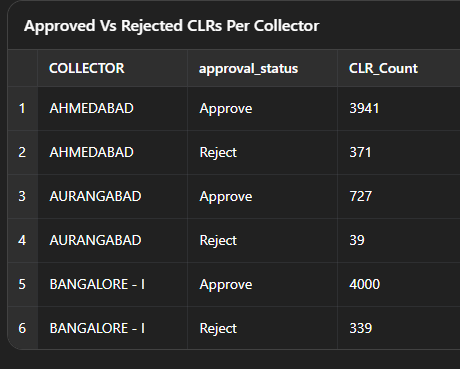 Approved Vs Rejected CLRs Per Collector
COLLECTOR approval_status CLR_Count
1 AHMEDABAD Approve 3941
2 AHMEDABAD Reject 371
3 AURANGABAD Approve 727
4 AURANGABAD Reject 39
5 BANGALORE - I Approve 4000
6 BANGALORE - I Reject 339